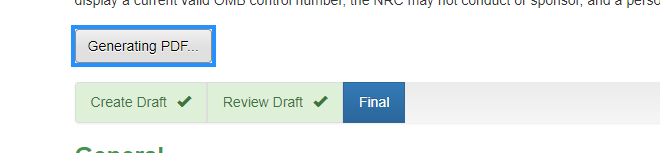 display a current valid OMB control number, the NRC may not conduct or sponsor, and a perso
Generating PDF...
Create Draft ✔ Review Draft ✔ Final
General